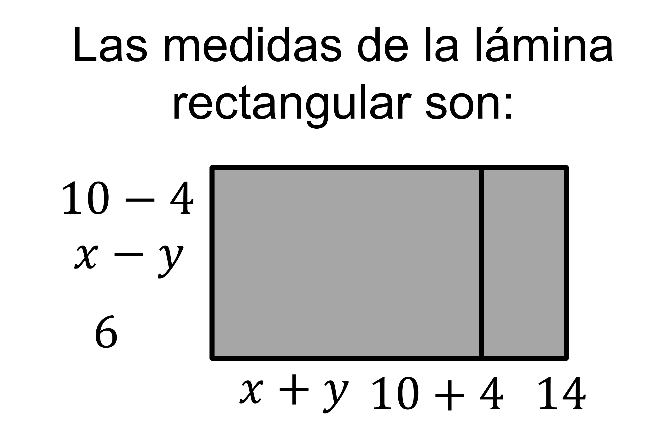 Las medidas de la lámina
rectangular son:
10 − 4
x − y
6
x + y 10 + 4 14